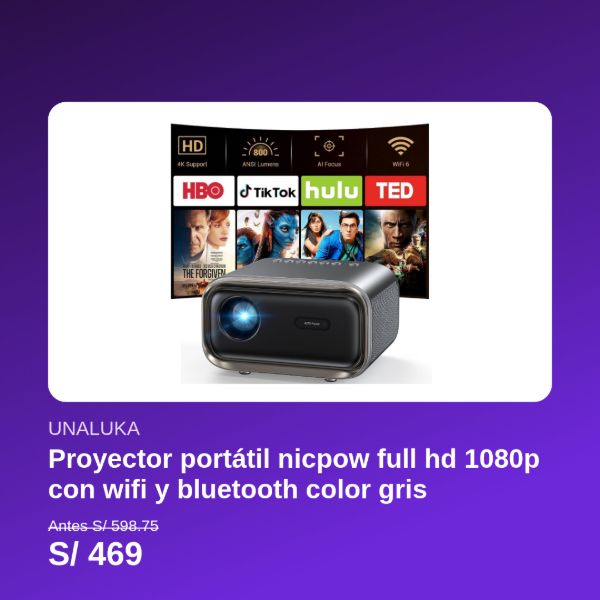 HD
800
4K Support
ANSI Lumens
AI Focus
WiFi 6
HBO
TikTok
hulu
TED
THE FORGIVEN
UNALUKA
Proyector portátil nicpow full hd 1080p
con wifi y bluetooth color gris
Antes S/ 598.75
S/ 469